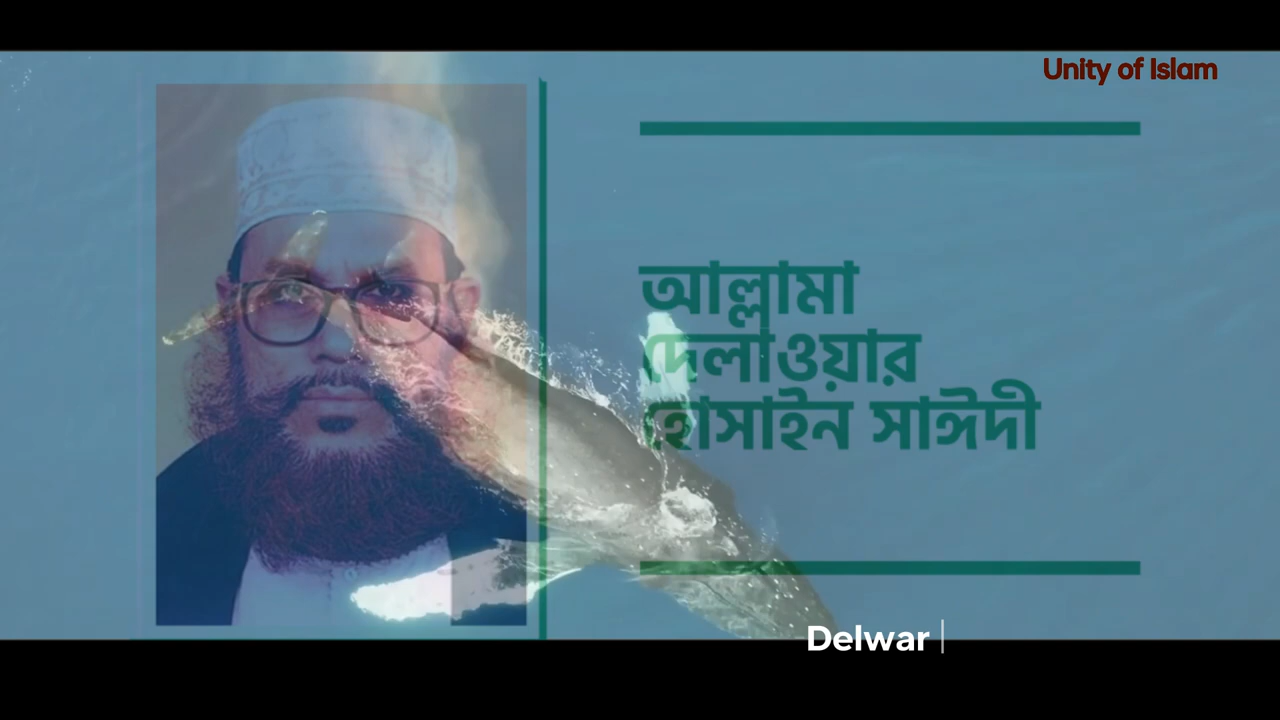 Unity of Islam
আল্লামা
দেলাওয়ার
হোসাইন সাঈদী
Delwar